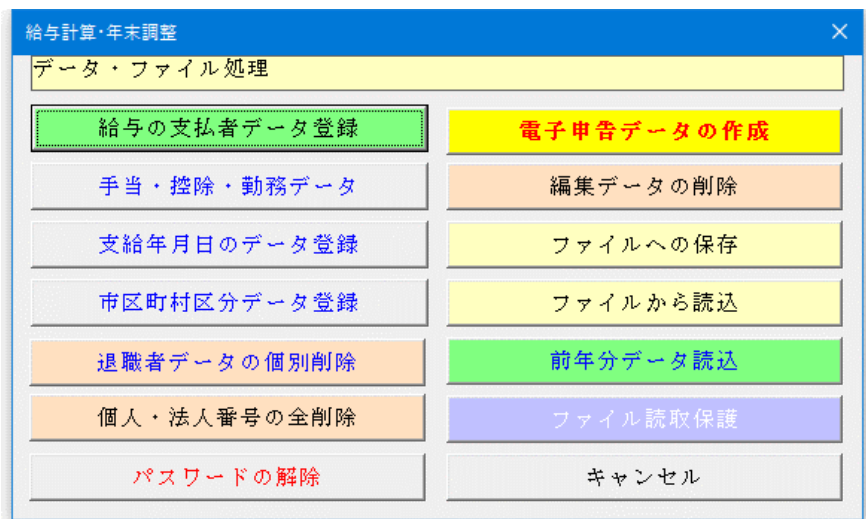 給与計算・年末調整
データ・ファイル処理
給与の支払者データ登録
電子申告データの作成
手当・控除・勤務データ
編集データの削除
支給年月日のデータ登録
ファイルへの保存
市区町村区分データ登録
ファイルから読込
退職者データの個別削除
前年分データ読込
個人・法人番号の全削除
ファイル読取保護
パスワードの解除
キャンセル